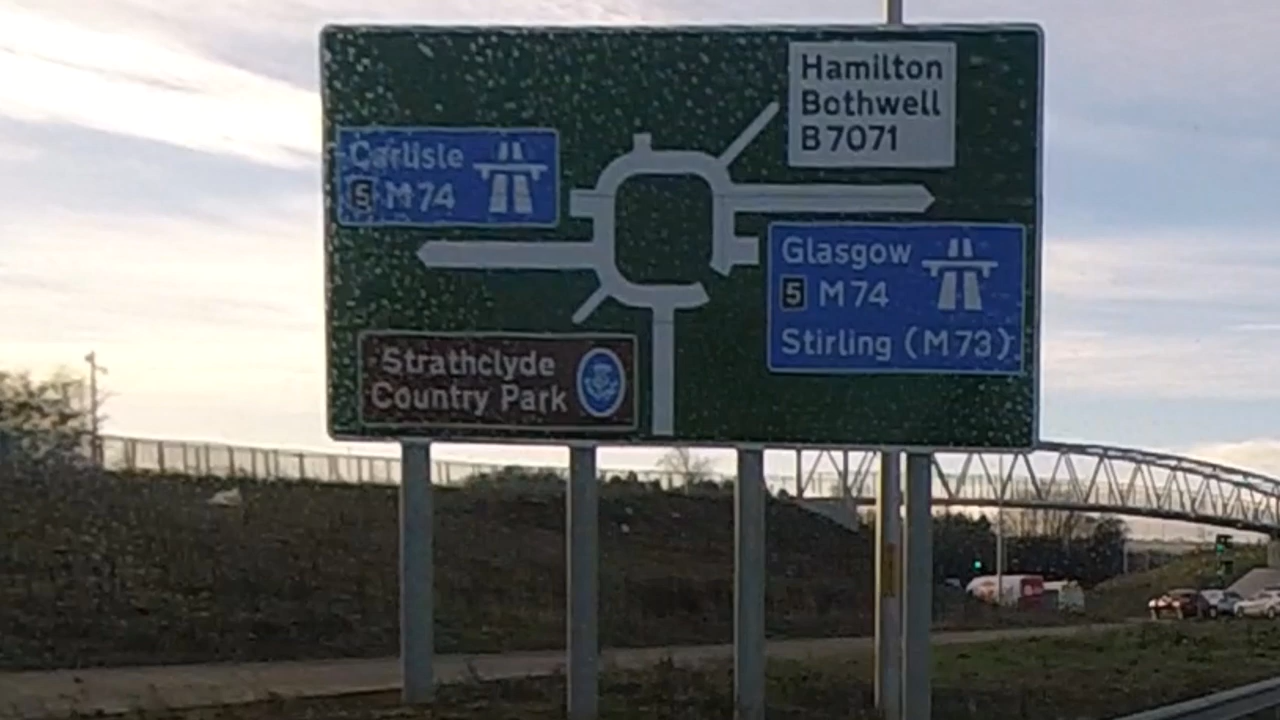 Hamilton
Bothwell
B7071
Carlisle
5 M74
Glasgow
5 M74
Stirling (M73)
Strathclyde
Country Park